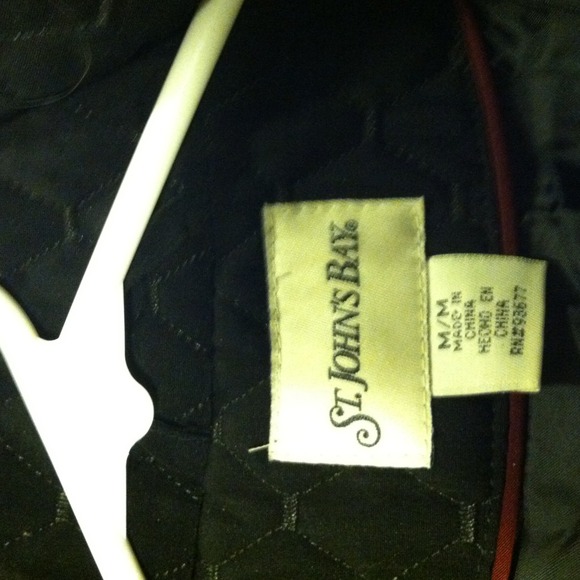 ST. JOHN'S BAY®
M/M
MADE IN
CHINA
HECHO EN
CHINA
RN#93677